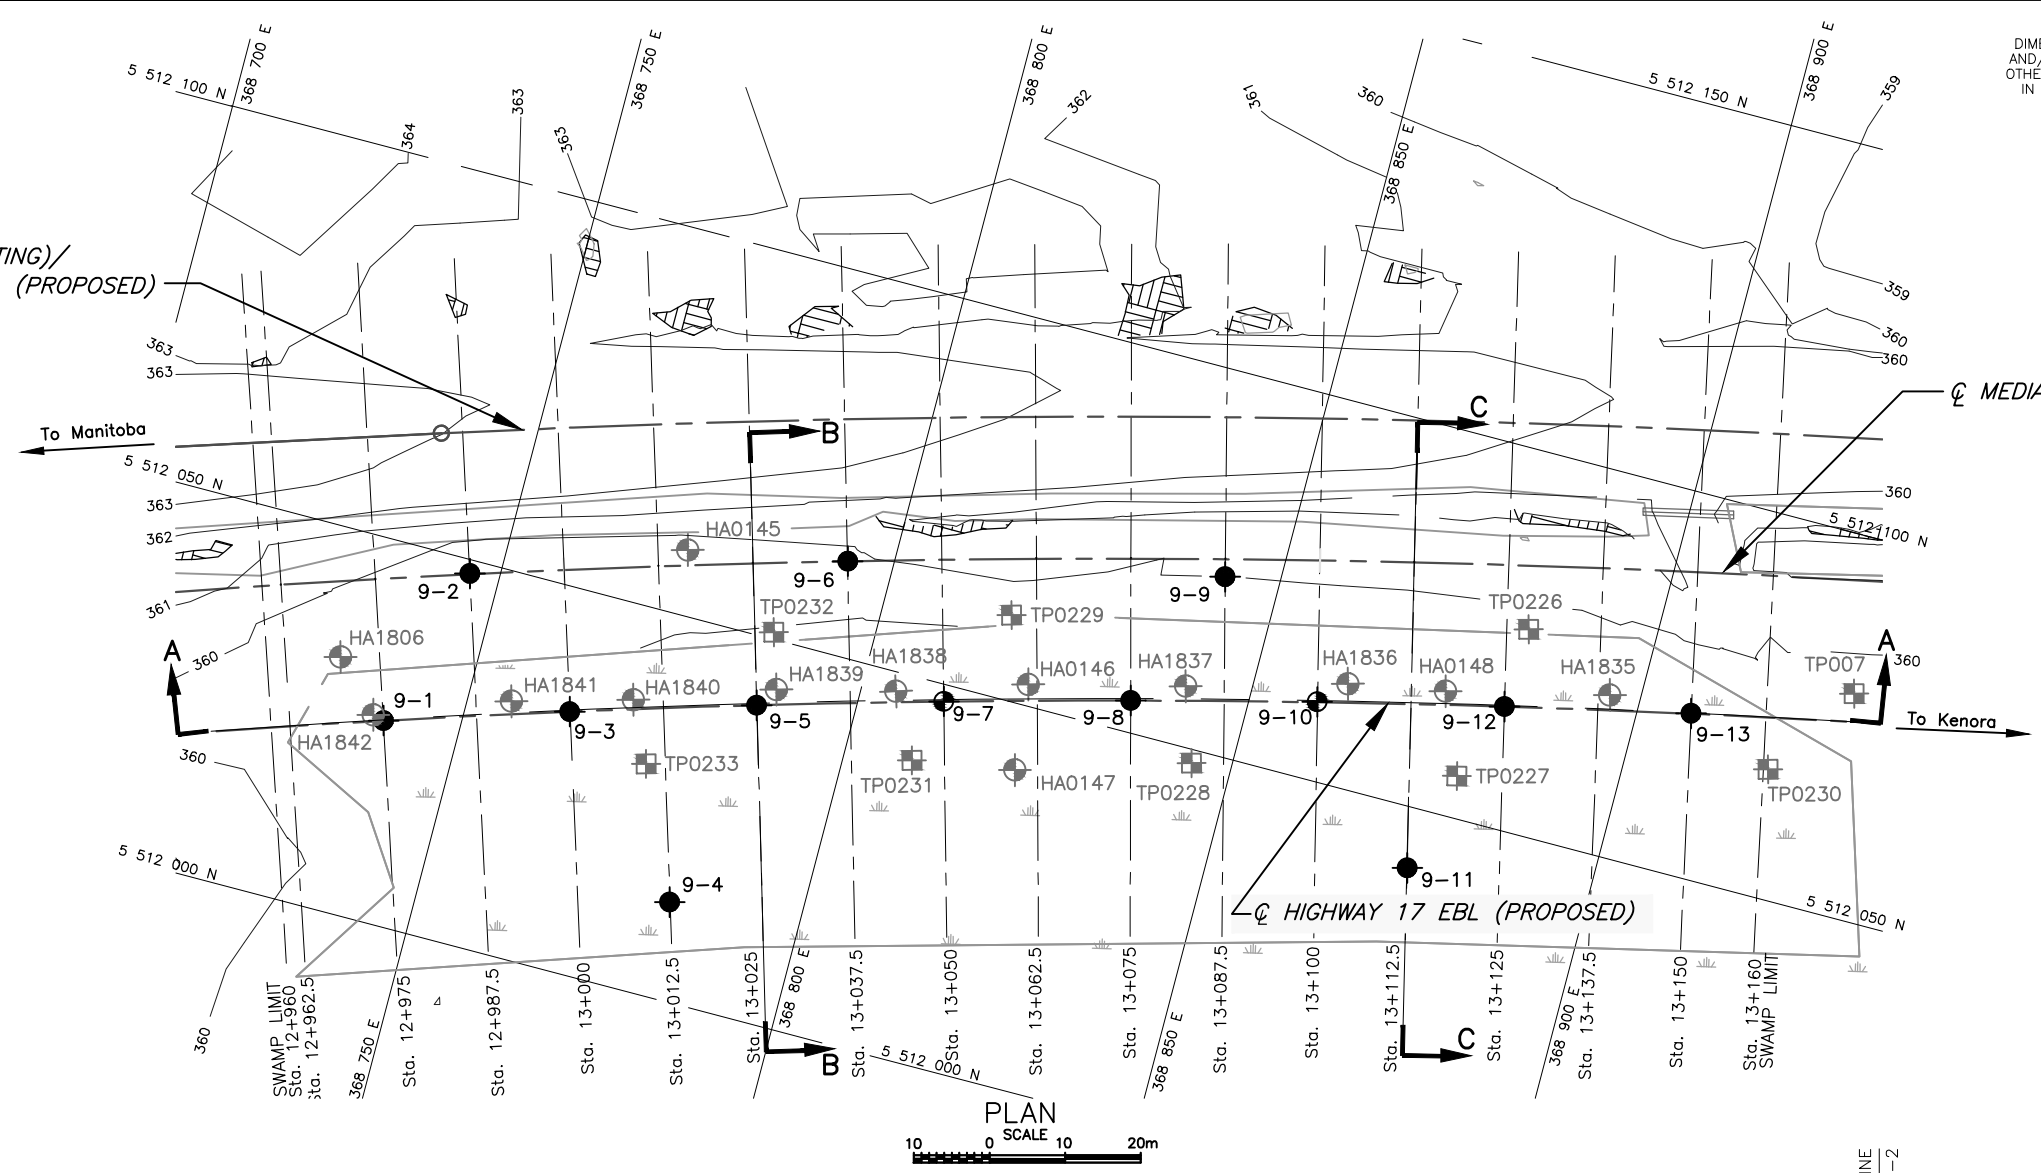 368 700 E
368 750 E
368 800 E
368 850 E
368 900 E
5 512 100 N
5 512 150 N
364
363
363
362
361
360
359
DIME
AND/
OTHE
IN
TING)/
(PROPOSED)
359
360
360
363
363
℄ MEDIA
To Manitoba
B
C
5 512 050 N
363
362
361
360
5 512 100 N
HA0145
9-2
9-6
9-9
TP0232
TP0229
TP0226
HA1806
A
360
HA1838
HA1839
HA0146
HA1837
HA1836
HA0148
HA1835
TP007
A
360
9-1
HA1841
HA1840
9-5
9-7
9-8
9-10
9-12
9-13
9-3
HA1842
To Kenora
360
TP0233
TP0231
HA0147
TP0228
TP0227
TP0230
5 512 000 N
9-4
9-11
℄ HIGHWAY 17 EBL (PROPOSED)
5 512 050 N
360
SWAMP LIMIT
Sta. 12+960
Sta. 12+962.5
368 750 E
Sta. 12+975
Sta. 12+987.5
Sta. 13+000
Sta. 13+012.5
Sta. 13+025
368 800 E
Sta. 13+037.5
Sta. 13+050
Sta. 13+062.5
Sta. 13+075
368 850 E
Sta. 13+087.5
Sta. 13+100
Sta. 13+112.5
Sta. 13+125
368 900 E
Sta. 13+137.5
Sta. 13+150
Sta. 13+160
SWAMP LIMIT
B
C
5 512 000 N
PLAN
SCALE
10 0 10 20m
INE
-2